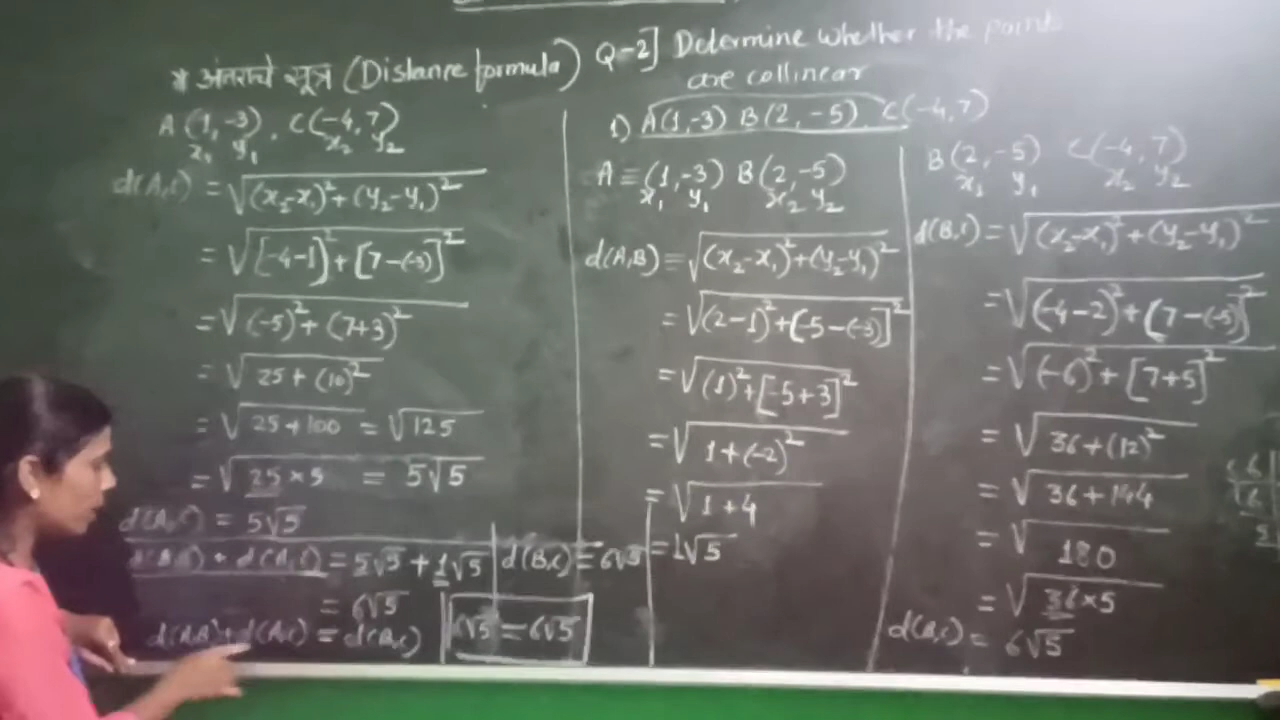 * अंतराचे सूत्र (Distance formula)
A(1,-3), C(-4,7)
x₁ y₁ x₂ y₂
d(A,C) = √(x₂-x₁)²+(y₂-y₁)²
= √[-4-1]²+[7-(-3)]²
= √(-5)²+(7+3)²
= √25+(10)²
= √25+100 = √125
= √25×5 = 5√5
d(A,C) = 5√5
d(A,B) + d(A,C) = 5√5 + 1√5
= 6√5
d(A,B)+d(A,C) = d(B,C)
d(B,C) = 6√5
6√5 = 6√5
Q-2] Determine whether the points
are collinear
1) A(1,-3) B(2,-5) C(-4,7)
A ≡ (1,-3) B(2,-5)
x₁ y₁ x₂ y₂
d(A,B) = √(x₂-x₁)²+(y₂-y₁)²
= √(2-1)²+[-5-(-3)]²
= √(1)²+[-5+3]²
= √1+(-2)²
= √1+4
= 1√5
B(2,-5) C(-4,7)
x₁ y₁ x₂ y₂
d(B,C) = √(x₂-x₁)²+(y₂-y₁)²
= √(-4-2)²+[7-(-5)]²
= √(-6)²+[7+5]²
= √36+(12)²
= √36+144
= √180
= √36×5
d(B,C) = 6√5